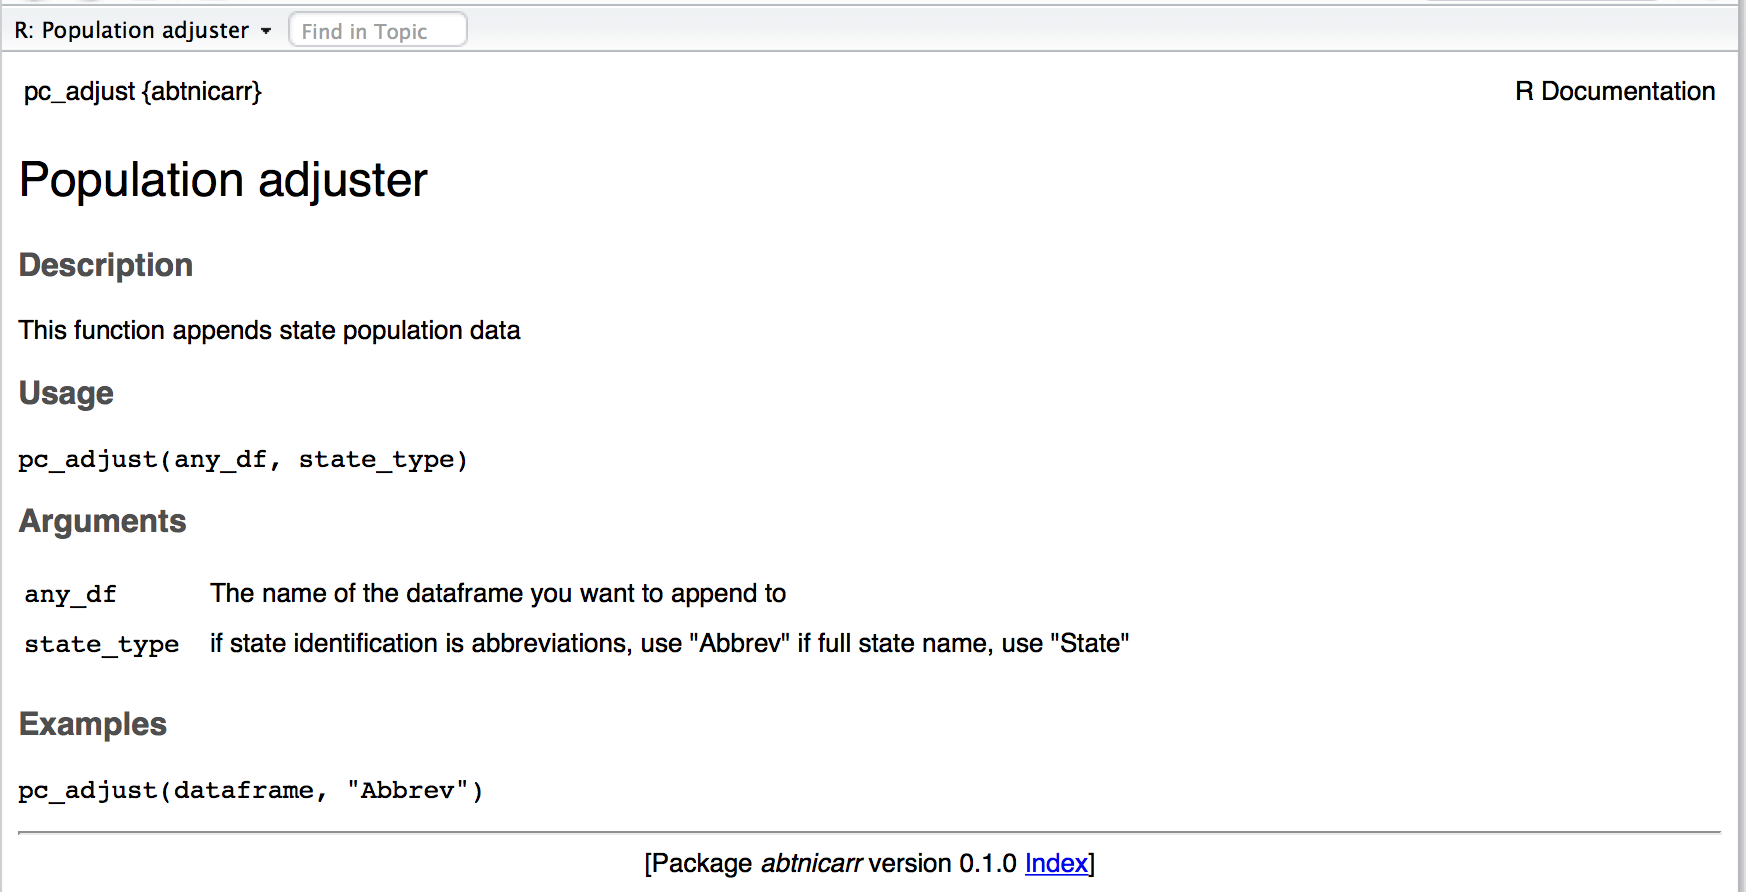 R: Population adjuster
Find in Topic
pc_adjust {abtnicarr}
R Documentation
Population adjuster
Description
This function appends state population data
Usage
pc_adjust(any_df, state_type)
Arguments
any_df The name of the dataframe you want to append to
state_type if state identification is abbreviations, use "Abbrev" if full state name, use "State"
Examples
pc_adjust(dataframe, "Abbrev")
[Package abtnicarr version 0.1.0 Index]